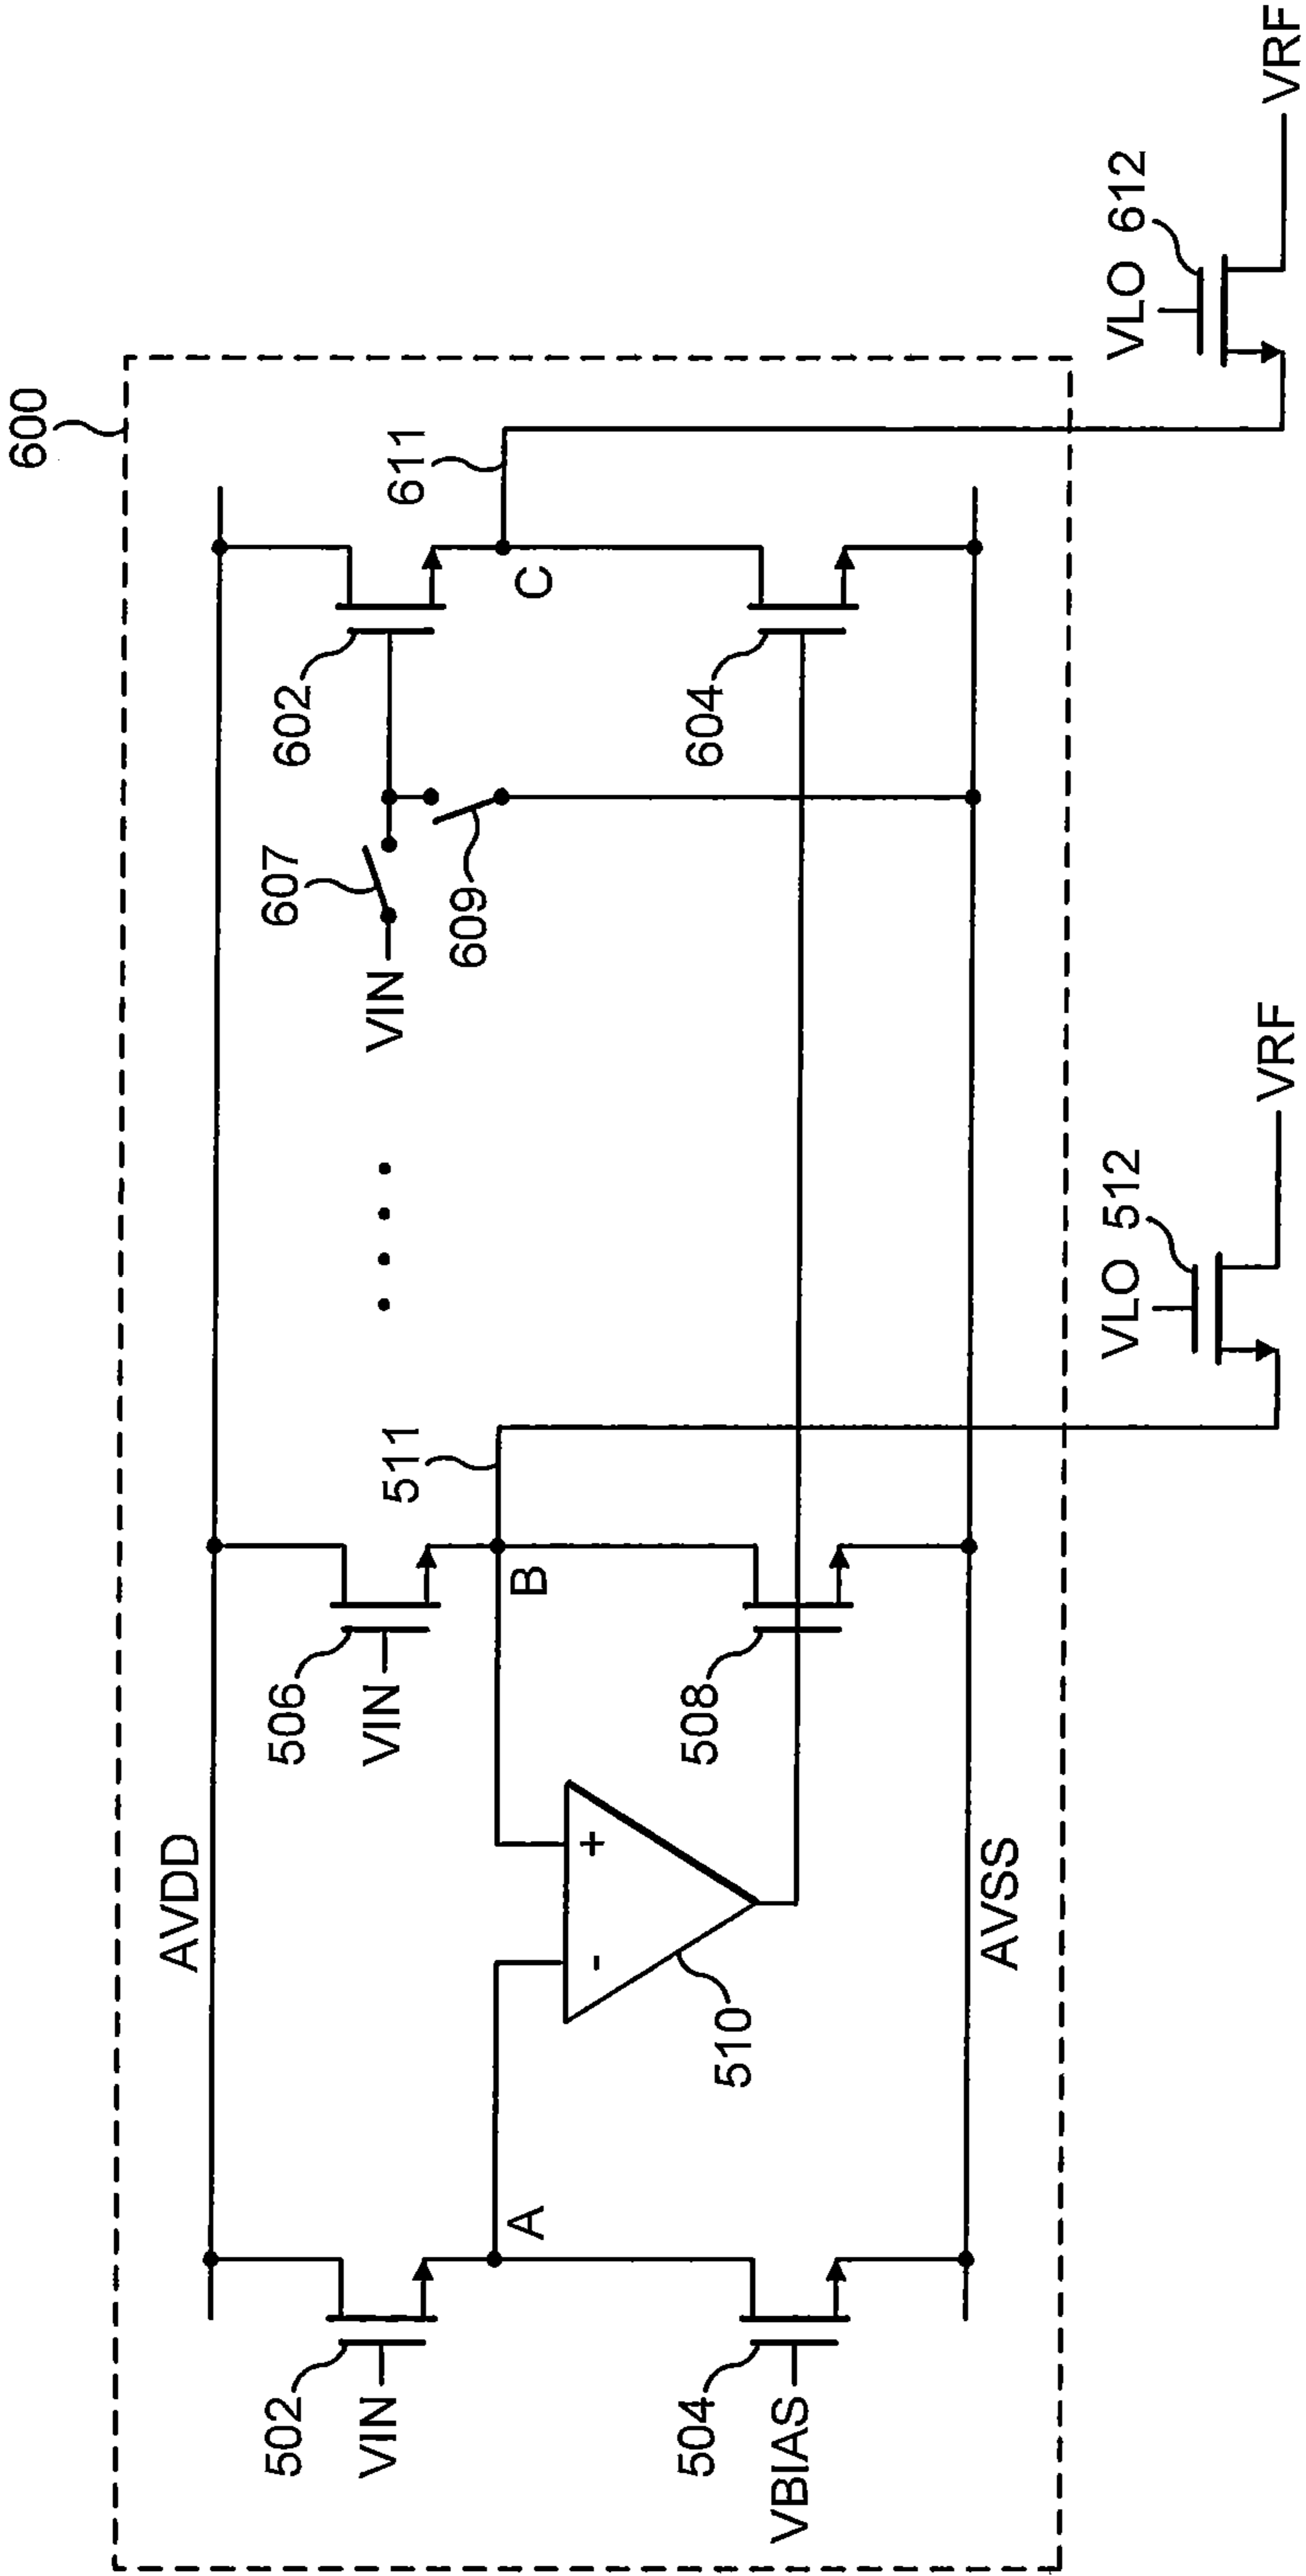 600
AVDD
502
VIN
506
VIN
511
607
VIN
609
602
611
A
B
C
-
+
510
504
VBIAS
508
604
AVSS
VLO 512
VRF
VLO 612
VRF